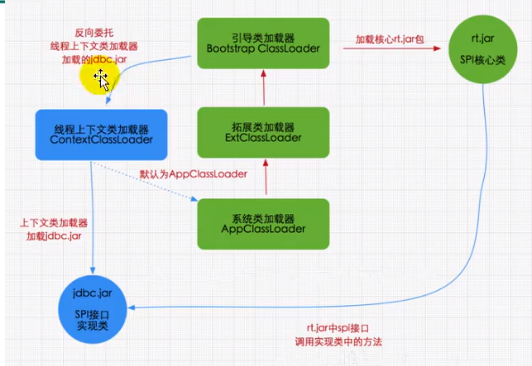 反向委托
线程上下文类加载器
加载的jdbc.jar
引导类加载器
Bootstrap ClassLoader
加载核心rt.jar包
rt.jar
SPI核心类
线程上下文类加载器
ContextClassLoader
拓展类加载器
ExtClassLoader
默认为AppClassLoader
系统类加载器
AppClassLoader
上下文类加载器
加载jdbc.jar
jdbc.jar
SPI接口
实现类
rt.jar中spi接口
调用实现类中的方法